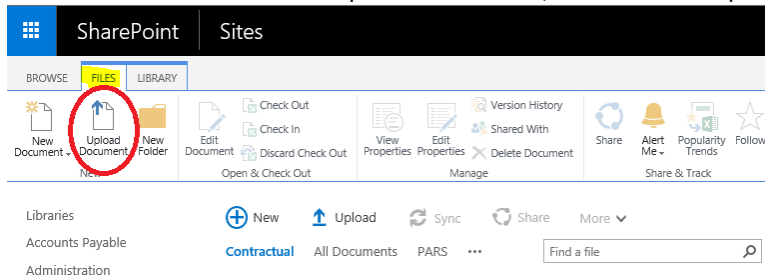 SharePoint Sites
BROWSE FILES LIBRARY
New Document
Upload Document
New Folder
New
Edit Document
Check Out
Check In
Discard Check Out
Open & Check Out
View Properties
Edit Properties
Version History
Shared With
Delete Document
Manage
Share
Alert Me
Popularity Trends
Follow
Share & Track
Libraries
Accounts Payable
Administration
New Upload Sync Share More
Contractual All Documents PARS ••• Find a file